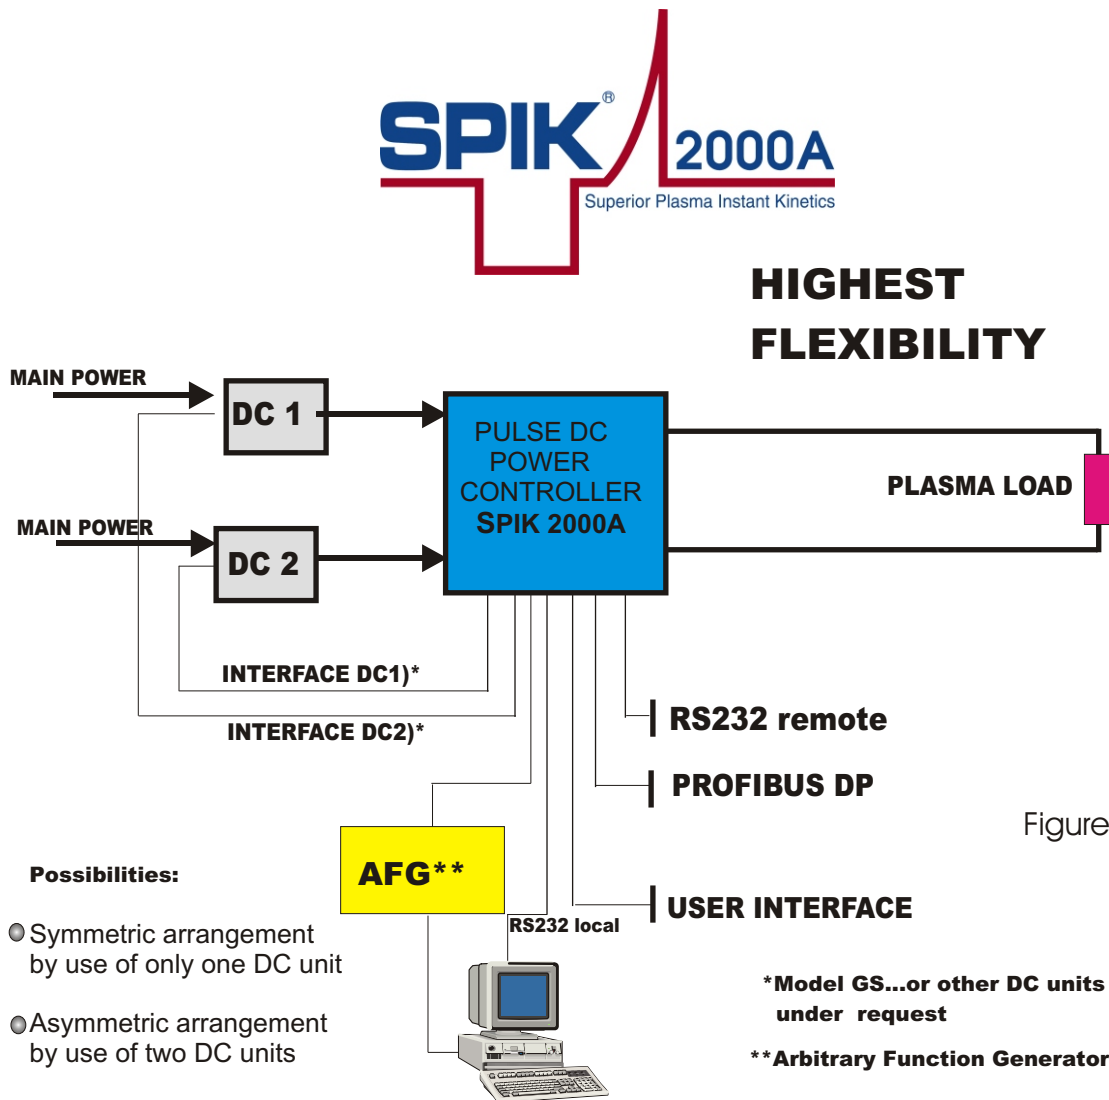 SPIK® 2000A
Superior Plasma Instant Kinetics
HIGHEST
FLEXIBILITY
MAIN POWER
DC 1
PULSE DC
POWER
CONTROLLER
SPIK 2000A
PLASMA LOAD
MAIN POWER
DC 2
INTERFACE DC1)*
INTERFACE DC2)*
RS232 remote
PROFIBUS DP
Figure
AFG**
Possibilities:
USER INTERFACE
RS232 local
Symmetric arrangement
by use of only one DC unit
Asymmetric arrangement
by use of two DC units
*Model GS...or other DC units
under request
**Arbitrary Function Generator